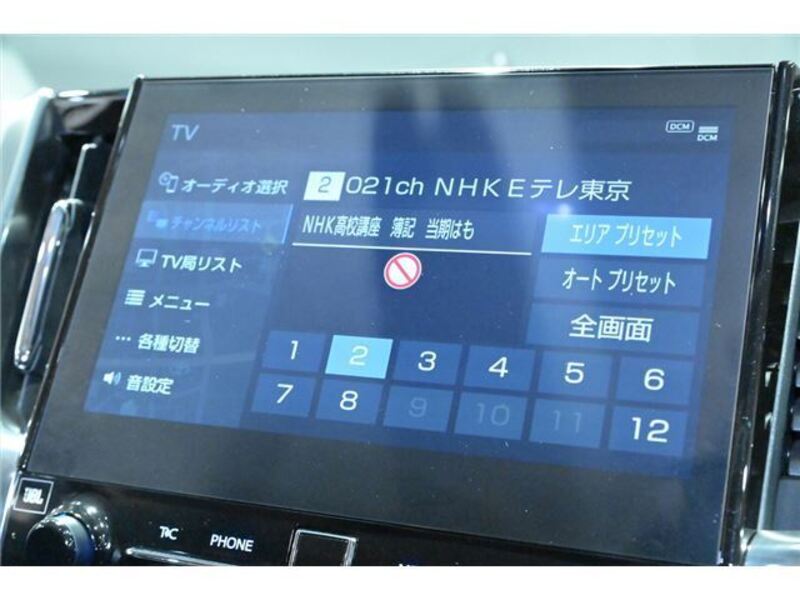 TV
DCM
DCM
オーディオ選択
2 021ch NHKEテレ東京
チャンネルリスト
NHK高校講座 簿記 当期はも
エリア プリセット
TV局リスト
オート プリセット
メニュー
全画面
各種切替
1 2 3 4 5 6
音設定
7 8 9 10 11 12
JBL
PHONE